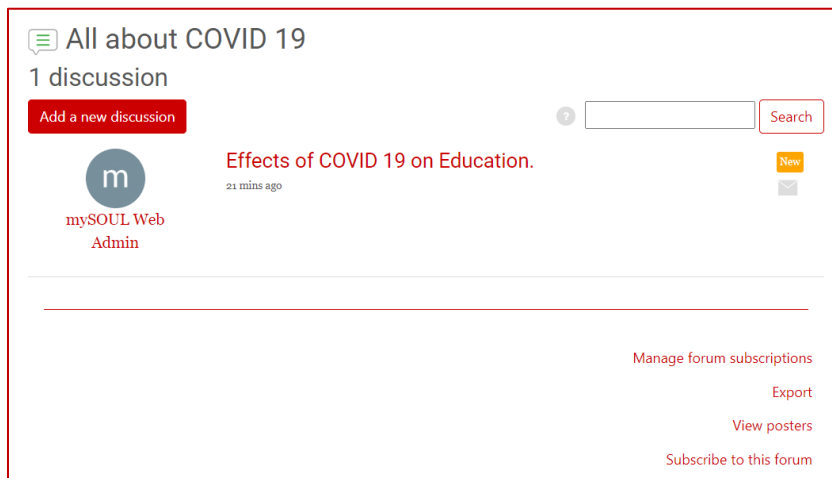 All about COVID 19
1 discussion
Add a new discussion
?
Search
m
mySOUL Web
Admin
Effects of COVID 19 on Education.
21 mins ago
New
Manage forum subscriptions
Export
View posters
Subscribe to this forum